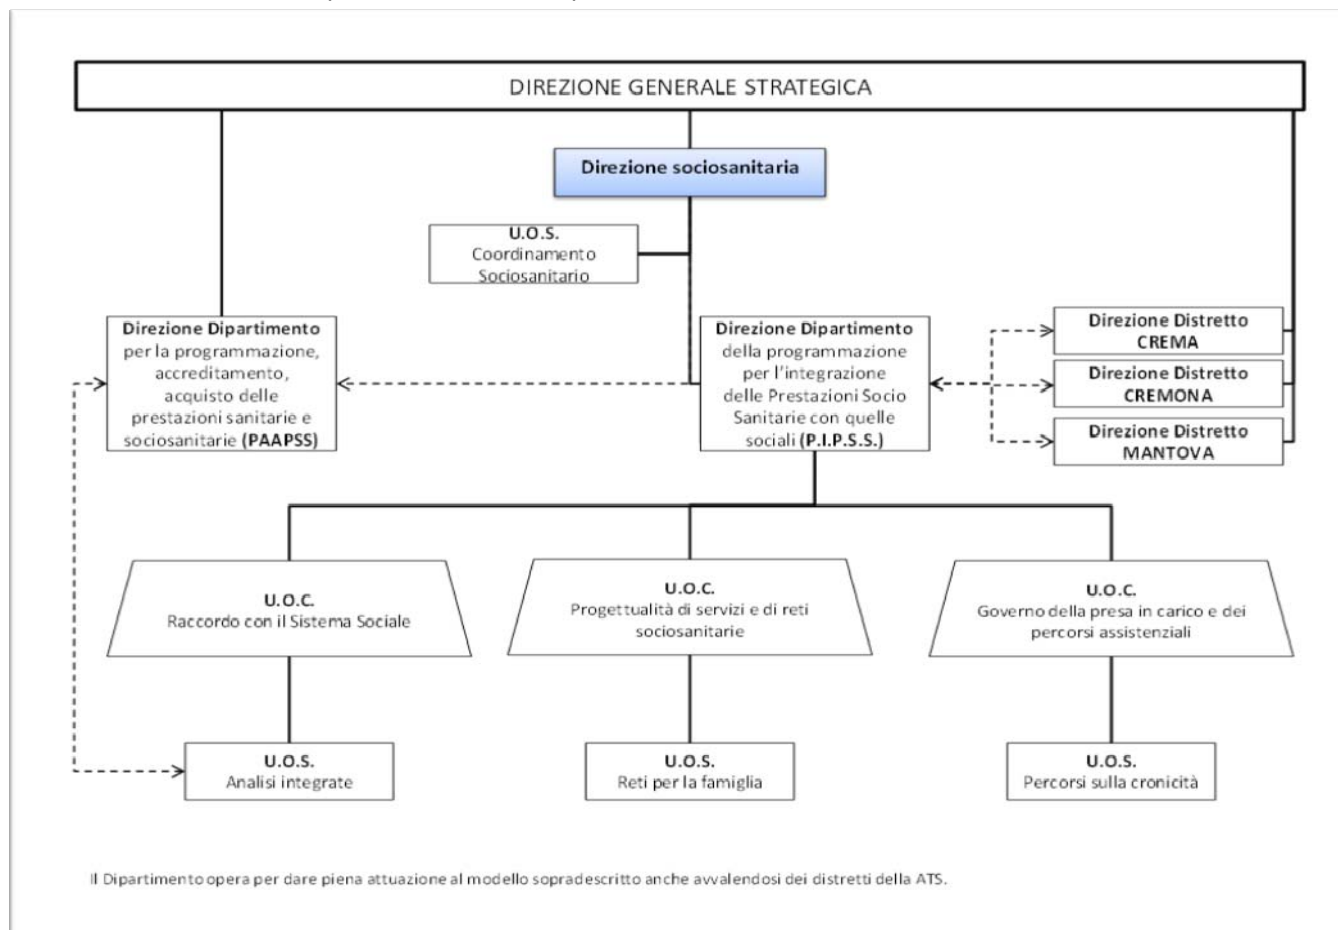 DIREZIONE GENERALE STRATEGICA
Direzione sociosanitaria
U.O.S.
Coordinamento
Sociosanitario
Direzione Dipartimento
per la programmazione,
accreditamento,
acquisto delle
prestazioni sanitarie e
sociosanitarie (PAAPSS)
Direzione Dipartimento
della programmazione
per l'integrazione
delle Prestazioni Socio
Sanitarie con quelle
sociali (P.I.P.S.S.)
Direzione Distretto
CREMA
Direzione Distretto
CREMONA
Direzione Distretto
MANTOVA
U.O.C.
Raccordo con il Sistema Sociale
U.O.C.
Progettualità di servizi e di reti
sociosanitarie
U.O.C.
Governo della presa in carico e dei
percorsi assistenziali
U.O.S.
Analisi integrate
U.O.S.
Reti per la famiglia
U.O.S.
Percorsi sulla cronicità
Il Dipartimento opera per dare piena attuazione al modello sopradescritto anche avvalendosi dei distretti della ATS.